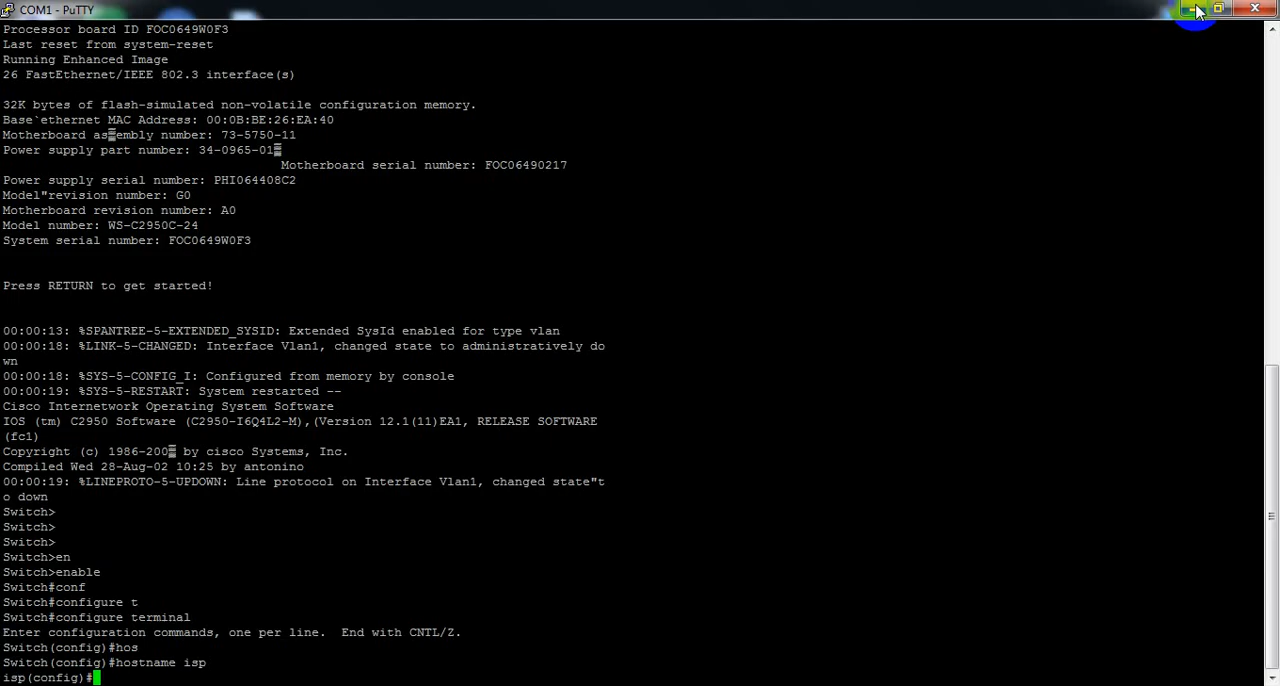 COM1 - PuTTY
Processor board ID FOC0649W0F3
Last reset from system-reset
Running Enhanced Image
26 FastEthernet/IEEE 802.3 interface(s)
32K bytes of flash-simulated non-volatile configuration memory.
Base`ethernet MAC Address: 00:0B:BE:26:EA:40
Motherboard as▒embly number: 73-5750-11
Power supply part number: 34-0965-01▒
Motherboard serial number: FOC06490217
Power supply serial number: PHI064408C2
Model"revision number: G0
Motherboard revision number: A0
Model number: WS-C2950C-24
System serial number: FOC0649W0F3
Press RETURN to get started!
00:00:13: %SPANTREE-5-EXTENDED_SYSID: Extended SysId enabled for type vlan
00:00:18: %LINK-5-CHANGED: Interface Vlan1, changed state to administratively do
wn
00:00:18: %SYS-5-CONFIG_I: Configured from memory by console
00:00:19: %SYS-5-RESTART: System restarted --
Cisco Internetwork Operating System Software
IOS (tm) C2950 Software (C2950-I6Q4L2-M),(Version 12.1(11)EA1, RELEASE SOFTWARE
(fc1)
Copyright (c) 1986-200▒ by cisco Systems, Inc.
Compiled Wed 28-Aug-02 10:25 by antonino
00:00:19: %LINEPROTO-5-UPDOWN: Line protocol on Interface Vlan1, changed state"t
o down
Switch>
Switch>
Switch>
Switch>en
Switch>enable
Switch#conf
Switch#configure t
Switch#configure terminal
Enter configuration commands, one per line.  End with CNTL/Z.
Switch(config)#hos
Switch(config)#hostname isp
isp(config)#